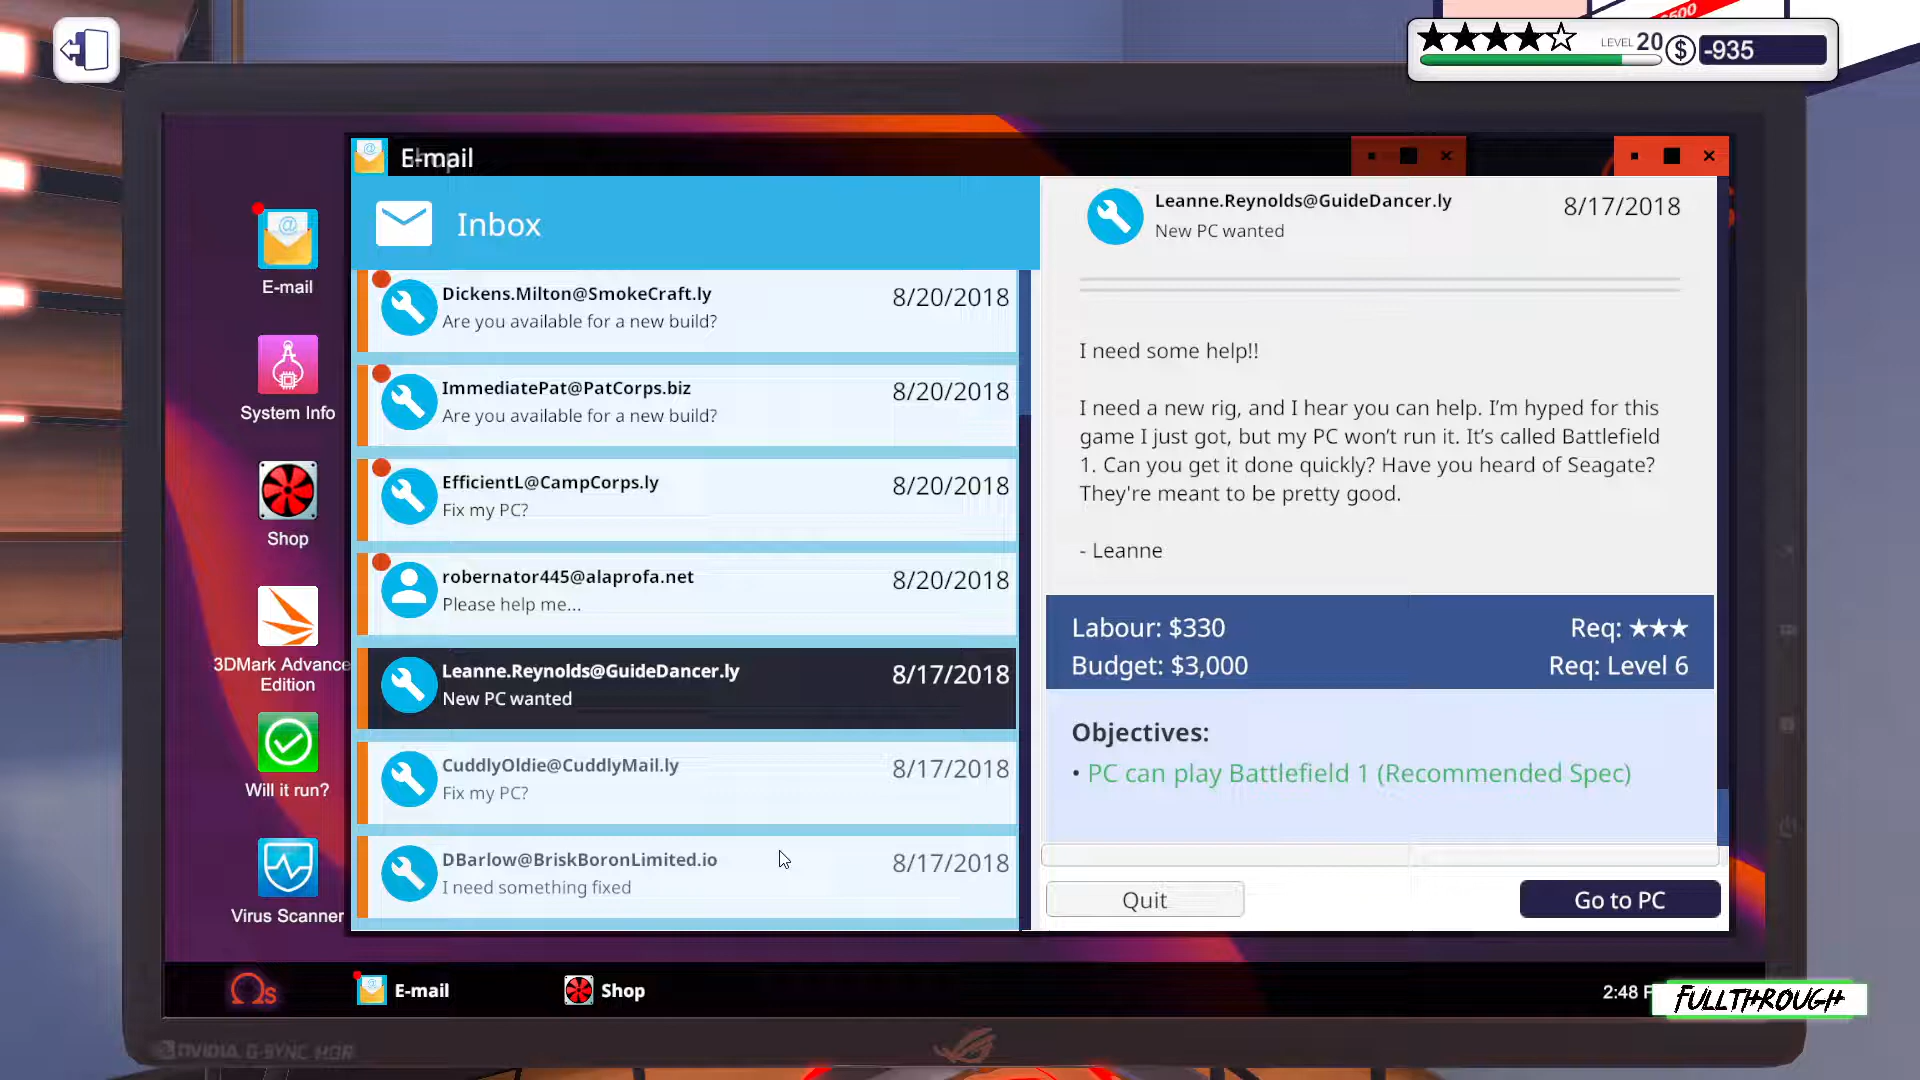 $500
LEVEL 20
-935
E-mail
Inbox
Dickens.Milton@SmokeCraft.ly
8/20/2018
Are you available for a new build?
ImmediatePat@PatCorps.biz
8/20/2018
Are you available for a new build?
EfficientL@CampCorps.ly
8/20/2018
Fix my PC?
robernator445@alaprofa.net
8/20/2018
Please help me...
Leanne.Reynolds@GuideDancer.ly
8/17/2018
New PC wanted
CuddlyOldie@CuddlyMail.ly
8/17/2018
Fix my PC?
DBarlow@BriskBoronLimited.io
8/17/2018
I need something fixed
Leanne.Reynolds@GuideDancer.ly
8/17/2018
New PC wanted
I need some help!!
I need a new rig, and I hear you can help. I’m hyped for this
game I just got, but my PC won’t run it. It’s called Battlefield
1. Can you get it done quickly? Have you heard of Seagate?
They're meant to be pretty good.
- Leanne
Labour: $330
Req: ★★★
Budget: $3,000
Req: Level 6
Objectives:
• PC can play Battlefield 1 (Recommended Spec)
Quit
Go to PC
E-mail
System Info
Shop
3DMark Advance
Edition
Will it run?
Virus Scanner
Ωs
E-mail
Shop
2:48
FULLTHROUGH
NVIDIA G-SYNC HDR